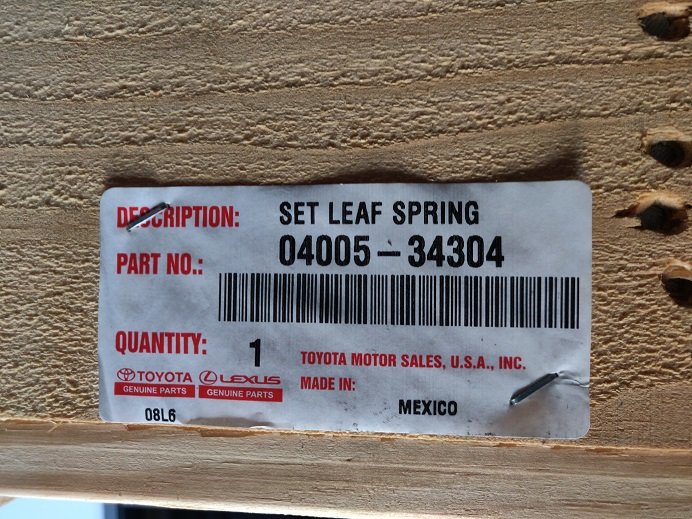 DESCRIPTION: SET LEAF SPRING
PART NO.: 04005-34304
QUANTITY: 1
TOYOTA MOTOR SALES, U.S.A., INC.
TOYOTA LEXUS
GENUINE PARTS GENUINE PARTS
MADE IN: MEXICO
08L6